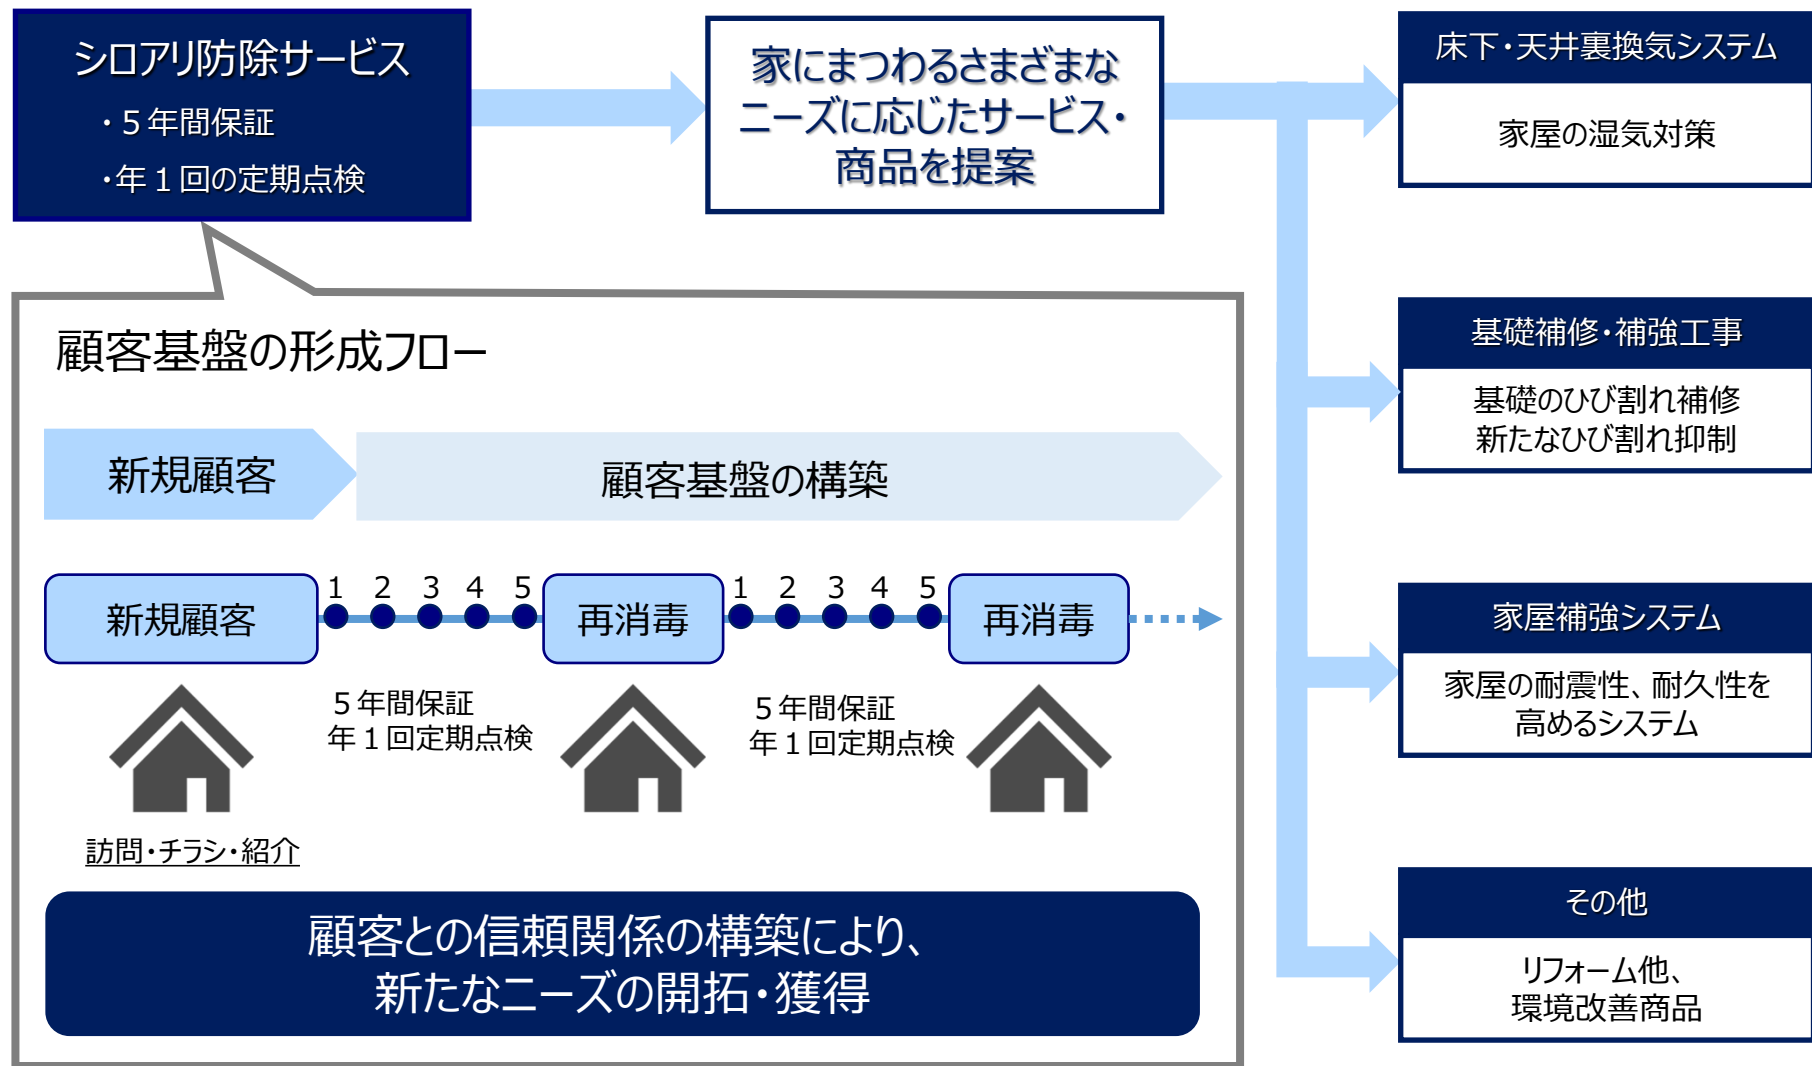 シロアリ防除サービス
・５年間保証
・年１回の定期点検
家にまつわるさまざまな
ニーズに応じたサービス・
商品を提案
床下・天井裏換気システム
家屋の湿気対策
基礎補修・補強工事
基礎のひび割れ補修
新たなひび割れ抑制
家屋補強システム
家屋の耐震性、耐久性を
高めるシステム
その他
リフォーム他、
環境改善商品
顧客基盤の形成フロー
新規顧客
顧客基盤の構築
新規顧客
1 2 3 4 5
再消毒
1 2 3 4 5
再消毒
５年間保証
年１回定期点検
５年間保証
年１回定期点検
訪問・チラシ・紹介
顧客との信頼関係の構築により、
新たなニーズの開拓・獲得